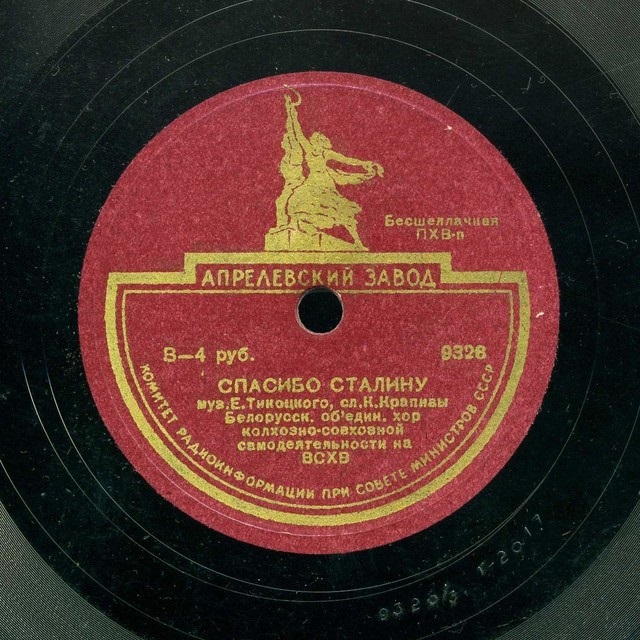 Бесшеллачная
ПХВ-п
АПРЕЛЕВСКИЙ ЗАВОД
В—4 руб.
9328
СПАСИБО СТАЛИНУ
муз. Е. Тикоцкого, сл. К. Крапивы
Белорусск. об'един. хор
колхозно-совхозной
самодеятельности на
ВСХВ
КОМИТЕТ РАДИОИНФОРМАЦИИ ПРИ СОВЕТЕ МИНИСТРОВ СССР